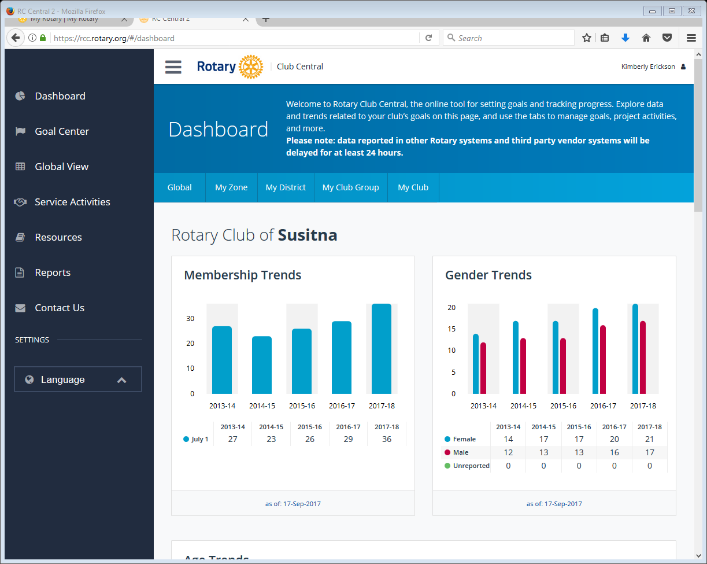 RC Central 2 - Mozilla Firefox
My Rotary | My Rotary
RC Central 2
https://rcc.rotary.org/#/dashboard
Search
Rotary
Club Central
Kimberly Erickson
Dashboard
Goal Center
Global View
Service Activities
Resources
Reports
Contact Us
SETTINGS
Language
Dashboard
Welcome to Rotary Club Central, the online tool for setting goals and tracking progress. Explore data
and trends related to your club's goals on this page, and use the tabs to manage goals, project activities,
and more.
Please note: data reported in other Rotary systems and third party vendor systems will be
delayed for at least 24 hours.
Global My Zone My District My Club Group My Club
Rotary Club of Susitna
Membership Trends
30
20
10
0
2013-14 2014-15 2015-16 2016-17 2017-18
2013-14 2014-15 2015-16 2016-17 2017-18
July 1 27 23 26 29 36
as of: 17-Sep-2017
Gender Trends
20
15
10
5
0
2013-14 2014-15 2015-16 2016-17 2017-18
2013-14 2014-15 2015-16 2016-17 2017-18
Female 14 17 17 20 21
Male 12 13 13 16 17
Unreported 0 0 0 0 0
as of: 17-Sep-2017
Age Trends